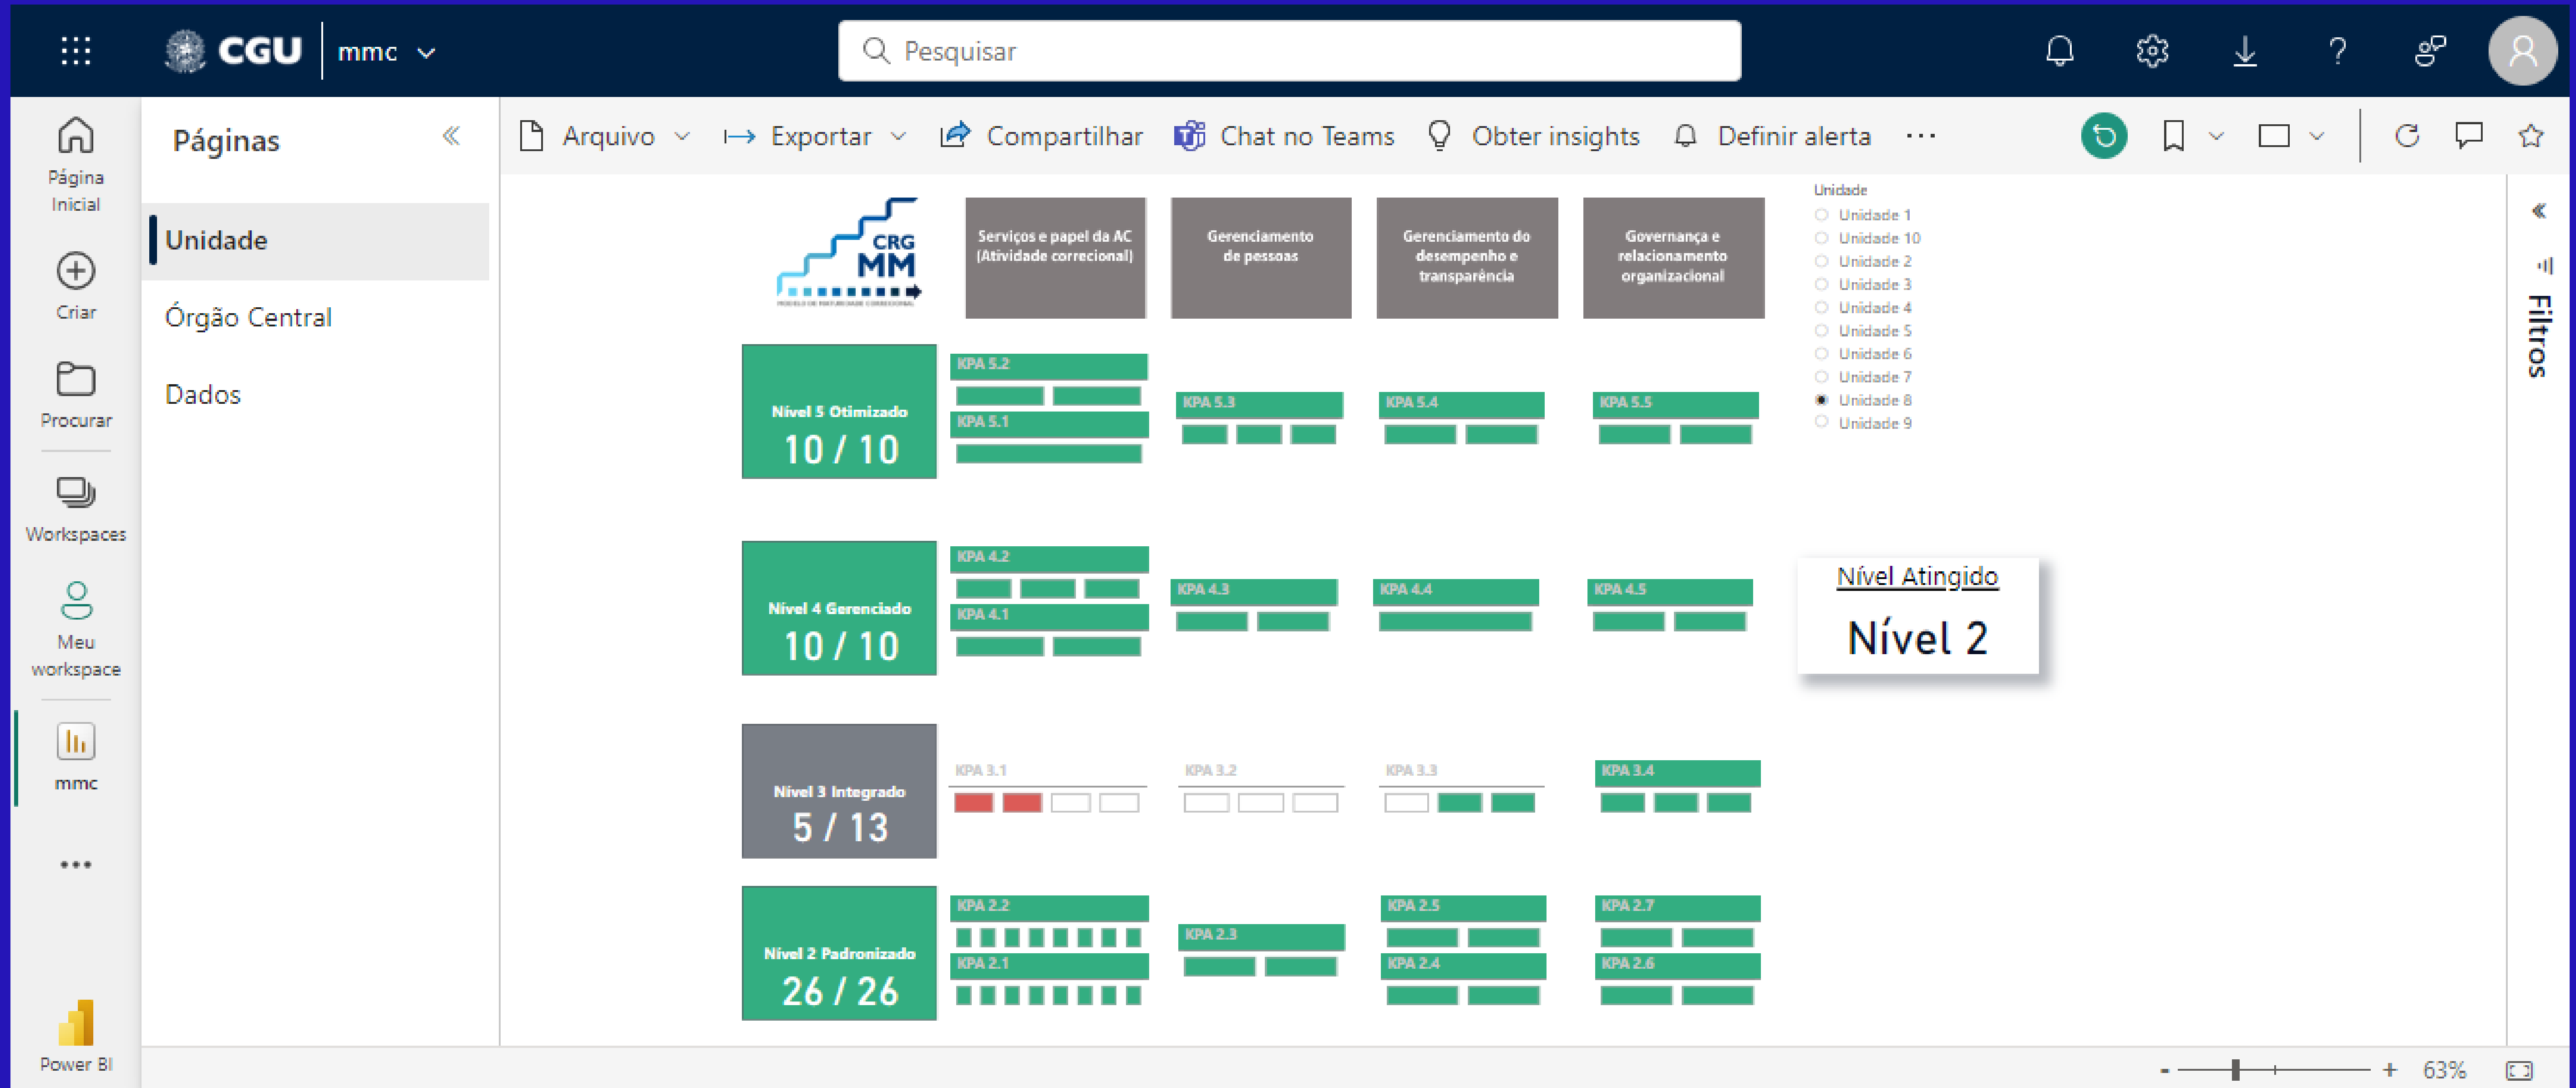 CGU
mmc
Pesquisar
Página
Inicial
Criar
Procurar
Workspaces
Meu
workspace
mmc
Power BI
Páginas
Unidade
Órgão Central
Dados
Arquivo
Exportar
Compartilhar
Chat no Teams
Obter insights
Definir alerta
CRG
MM
MODELO DE MATURIDADE CORRECIONAL
Serviços e papel da AC
(Atividade correcional)
Gerenciamento
de pessoas
Gerenciamento do
desempenho e
transparência
Governança e
relacionamento
organizacional
Unidade
Unidade 1
Unidade 10
Unidade 2
Unidade 3
Unidade 4
Unidade 5
Unidade 6
Unidade 7
Unidade 8
Unidade 9
Filtros
Nível 5 Otimizado
10 / 10
KPA 5.2
KPA 5.1
KPA 5.3
KPA 5.4
KPA 5.5
Nível 4 Gerenciado
10 / 10
KPA 4.2
KPA 4.1
KPA 4.3
KPA 4.4
KPA 4.5
Nível Atingido
Nível 2
Nível 3 Integrado
5 / 13
KPA 3.1
KPA 3.2
KPA 3.3
KPA 3.4
Nível 2 Padronizado
26 / 26
KPA 2.2
KPA 2.1
KPA 2.3
KPA 2.5
KPA 2.4
KPA 2.7
KPA 2.6
- + 63%